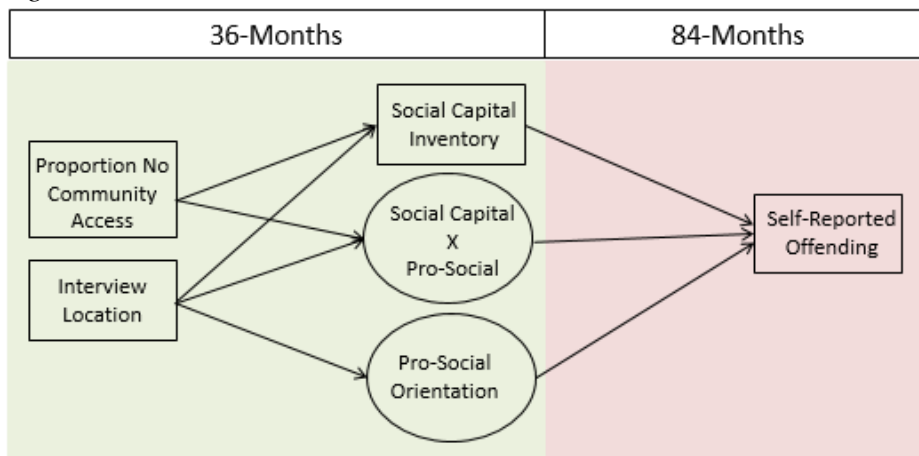 36-Months
84-Months
Social Capital
Inventory
Proportion No
Community
Access
Social Capital
X
Pro-Social
Self-Reported
Offending
Interview
Location
Pro-Social
Orientation